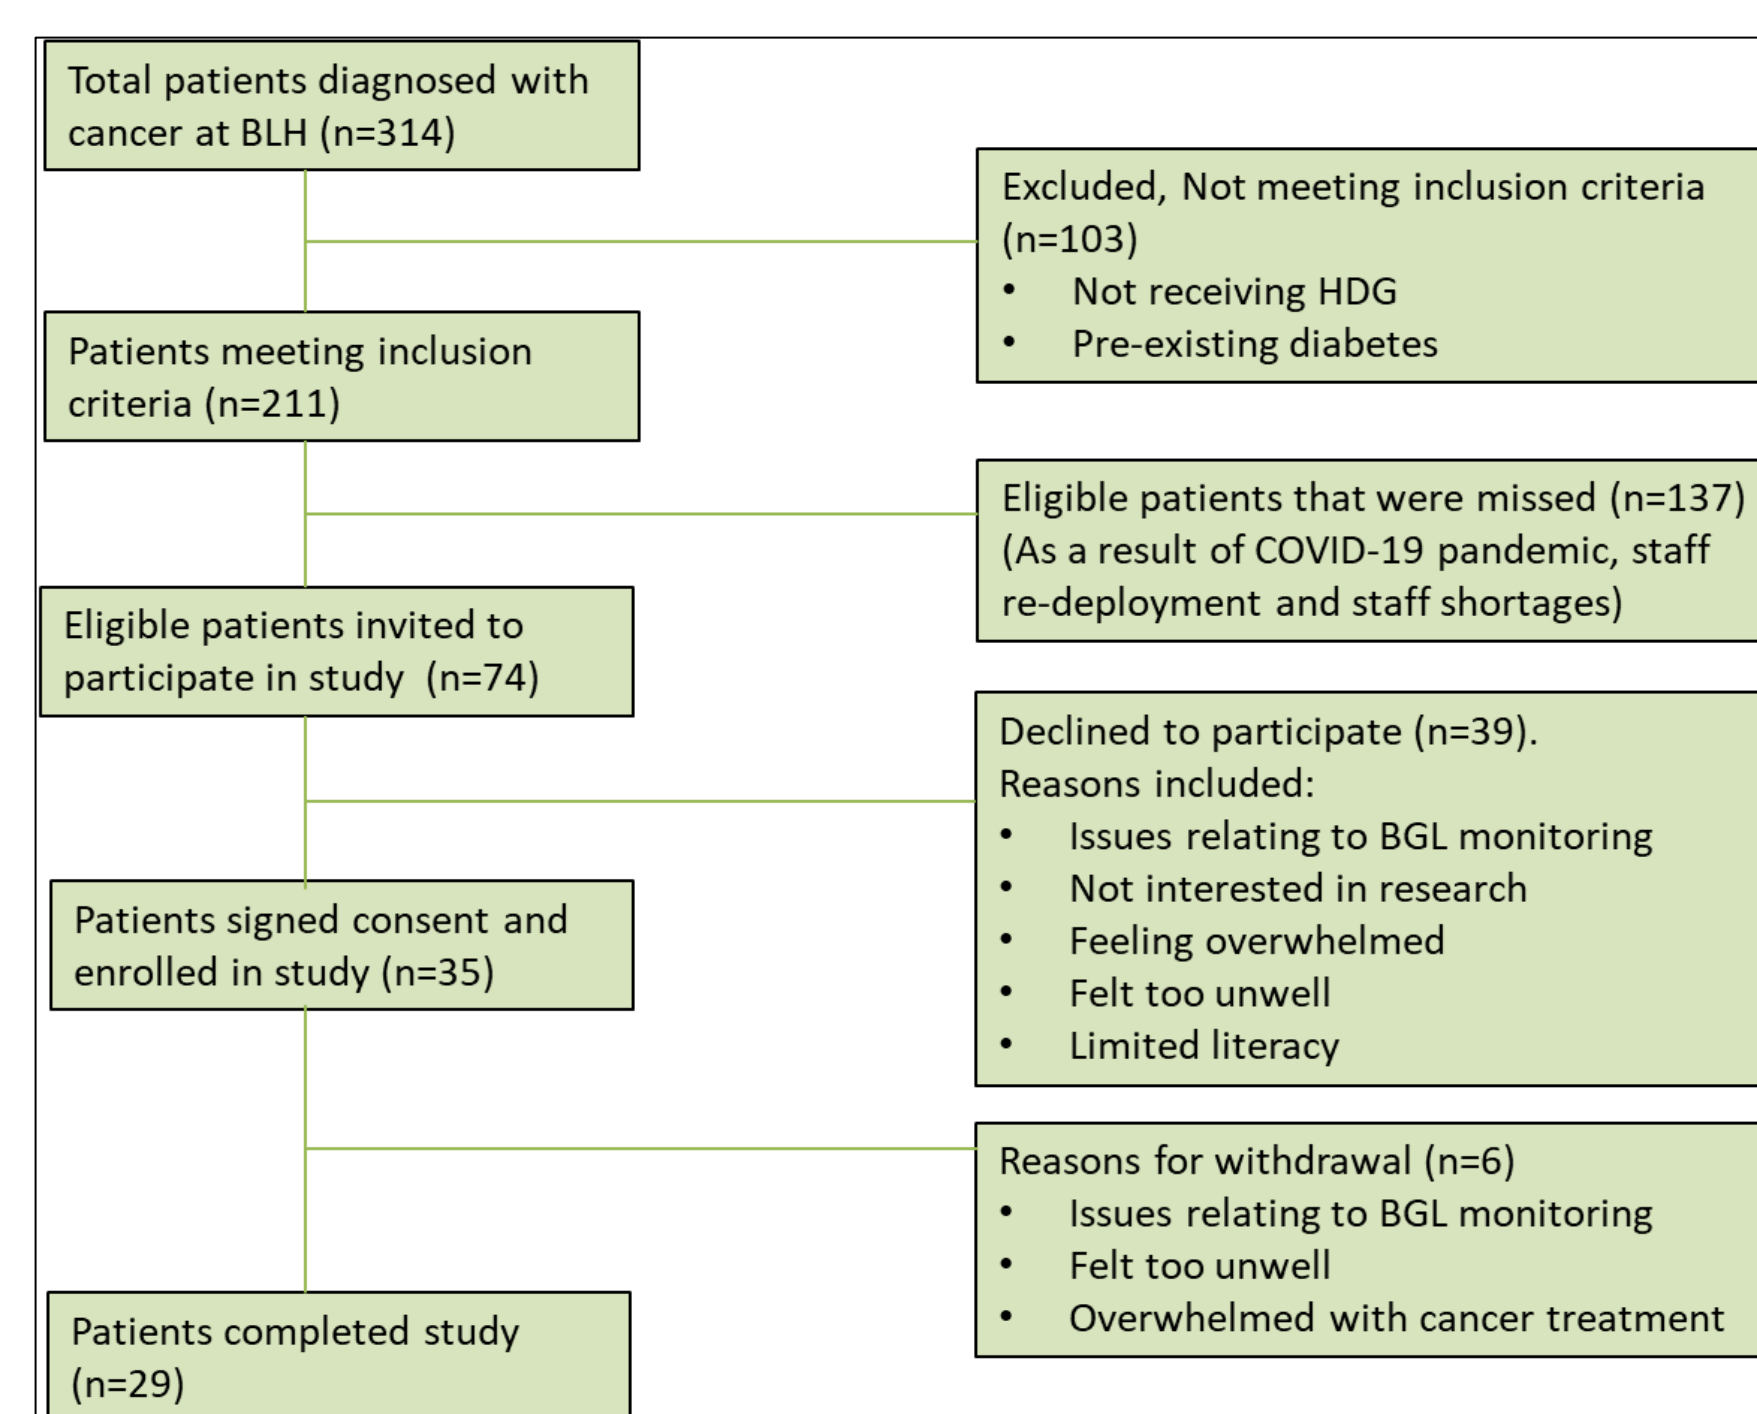 Total patients diagnosed with
cancer at BLH (n=314)
Excluded, Not meeting inclusion criteria
(n=103)
• Not receiving HDG
• Pre-existing diabetes
Patients meeting inclusion
criteria (n=211)
Eligible patients that were missed (n=137)
(As a result of COVID-19 pandemic, staff
re-deployment and staff shortages)
Eligible patients invited to
participate in study (n=74)
Declined to participate (n=39).
Reasons included:
• Issues relating to BGL monitoring
• Not interested in research
• Feeling overwhelmed
• Felt too unwell
• Limited literacy
Patients signed consent and
enrolled in study (n=35)
Reasons for withdrawal (n=6)
• Issues relating to BGL monitoring
• Felt too unwell
• Overwhelmed with cancer treatment
Patients completed study
(n=29)